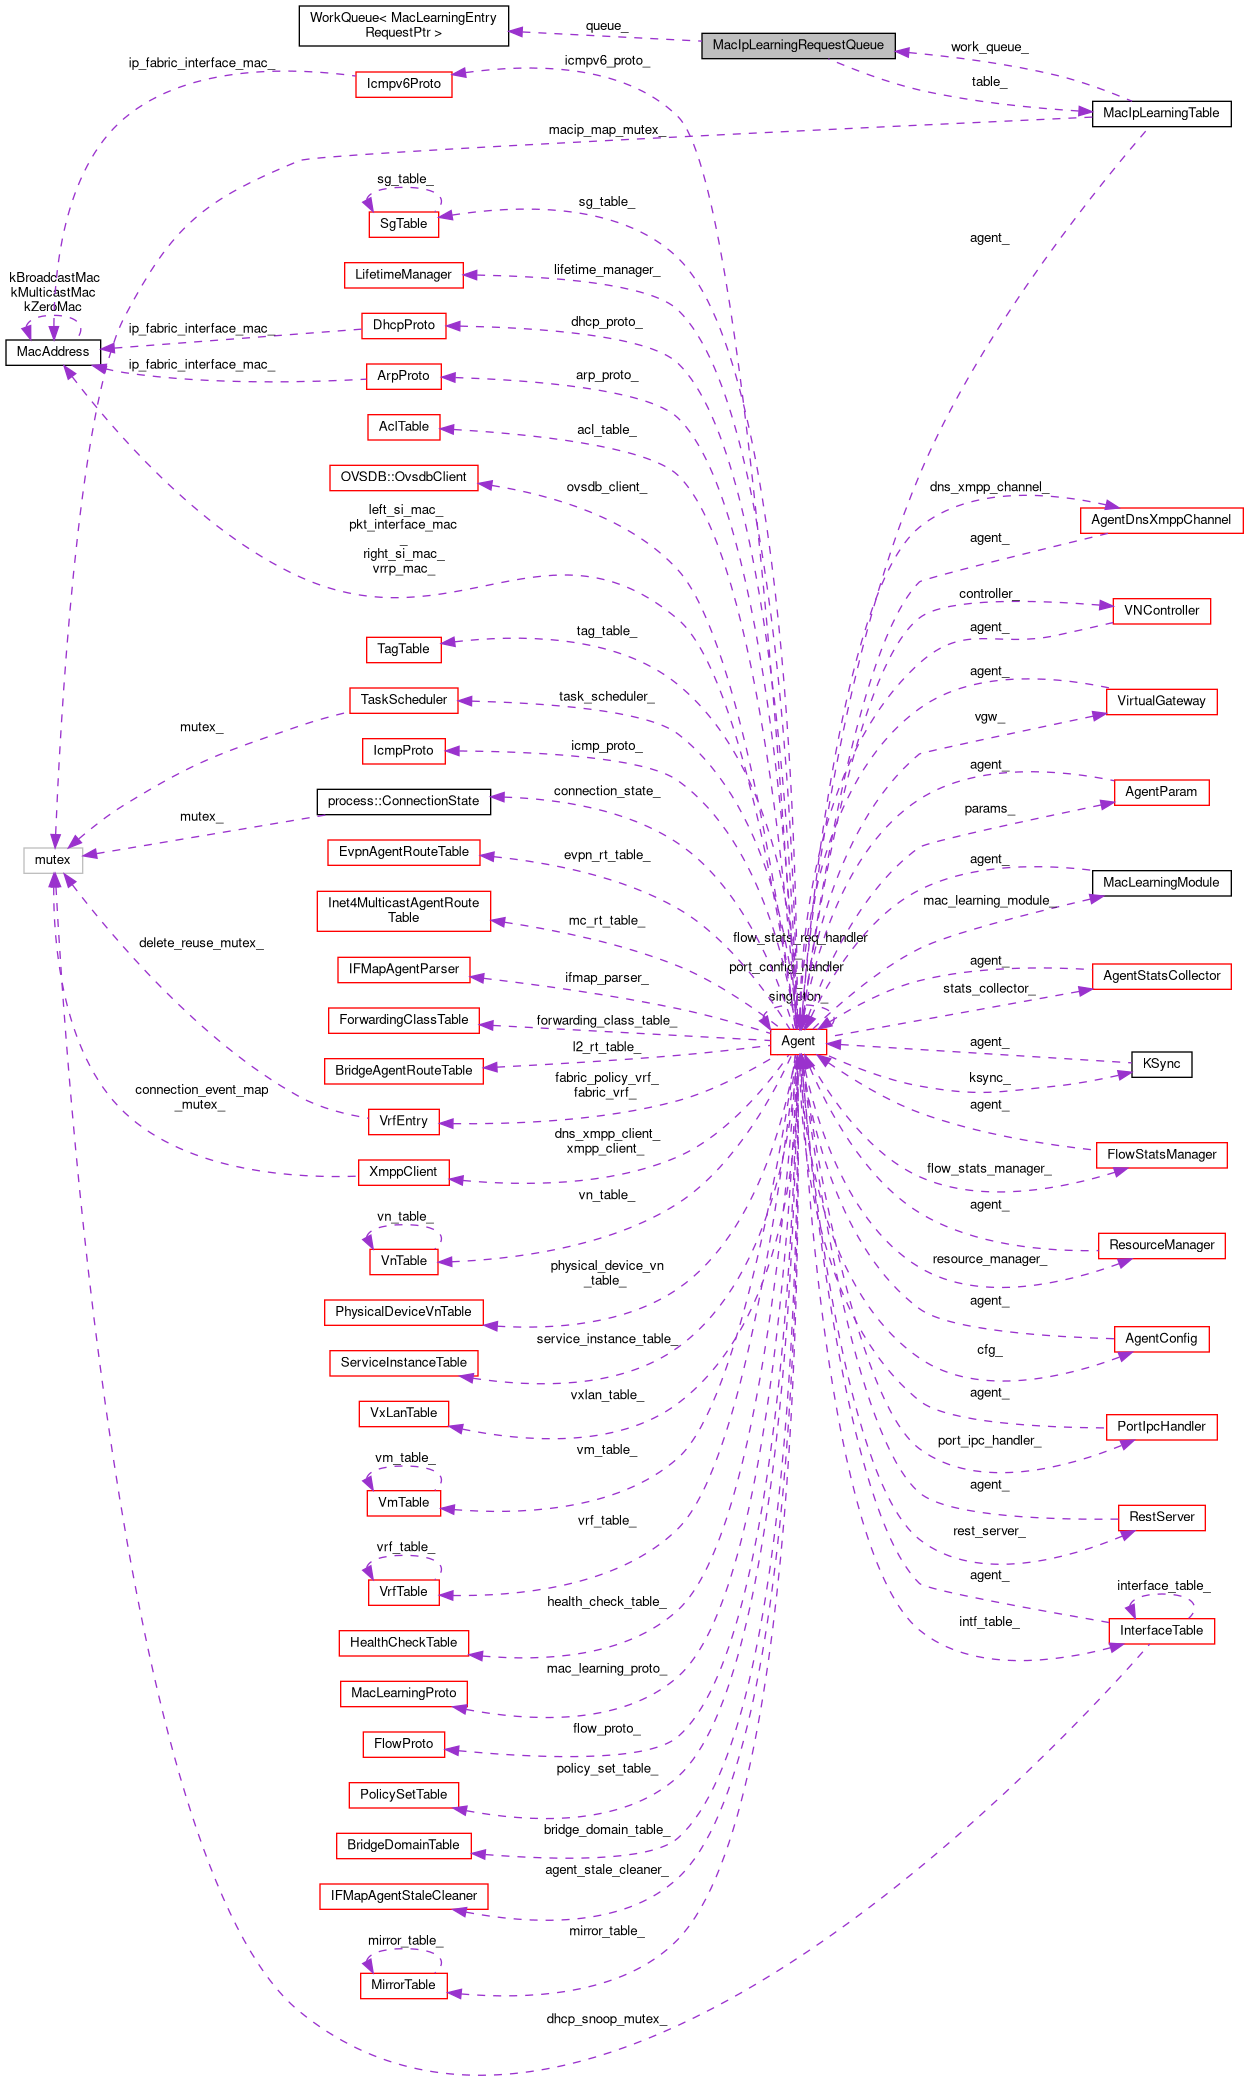 WorkQueue< MacLearningEntry
RequestPtr >
queue_
MacIpLearningRequestQueue
work_queue_
table_
ip_fabric_interface_mac_
Icmpv6Proto
icmpv6_proto_
MacIpLearningTable
macip_map_mutex_
sg_table_
SgTable
sg_table_
agent_
LifetimeManager
lifetime_manager_
kBroadcastMac
kMulticastMac
kZeroMac
MacAddress
ip_fabric_interface_mac_
DhcpProto
dhcp_proto_
ip_fabric_interface_mac_
ArpProto
arp_proto_
AclTable
acl_table_
OVSDB::OvsdbClient
ovsdb_client_
left_si_mac_
pkt_interface_mac
_
right_si_mac_
vrrp_mac_
dns_xmpp_channel_
AgentDnsXmppChannel
agent_
controller_
VNController
agent_
TagTable
tag_table_
agent_
VirtualGateway
vgw_
TaskScheduler
task_scheduler_
mutex_
IcmpProto
icmp_proto_
agent_
AgentParam
params_
process::ConnectionState
connection_state_
mutex_
mutex
EvpnAgentRouteTable
evpn_rt_table_
agent_
MacLearningModule
mac_learning_module_
Inet4MulticastAgentRoute
Table
mc_rt_table_
delete_reuse_mutex_
flow_stats_req_handler
_
port_config_handler
_
singleton_
Agent
IFMapAgentParser
ifmap_parser_
agent_
AgentStatsCollector
stats_collector_
ForwardingClassTable
forwarding_class_table_
BridgeAgentRouteTable
l2_rt_table_
agent_
KSync
ksync_
fabric_policy_vrf_
fabric_vrf_
VrfEntry
connection_event_map
_mutex_
agent_
FlowStatsManager
flow_stats_manager_
dns_xmpp_client_
xmpp_client_
XmppClient
vn_table_
vn_table_
VnTable
agent_
ResourceManager
resource_manager_
physical_device_vn
_table_
PhysicalDeviceVnTable
agent_
AgentConfig
cfg_
service_instance_table_
ServiceInstanceTable
vxlan_table_
VxLanTable
agent_
PortIpcHandler
port_ipc_handler_
vm_table_
vm_table_
VmTable
agent_
RestServer
rest_server_
vrf_table_
vrf_table_
VrfTable
agent_
interface_table_
InterfaceTable
intf_table_
health_check_table_
HealthCheckTable
mac_learning_proto_
MacLearningProto
flow_proto_
FlowProto
policy_set_table_
PolicySetTable
bridge_domain_table_
BridgeDomainTable
agent_stale_cleaner_
IFMapAgentStaleCleaner
mirror_table_
mirror_table_
MirrorTable
dhcp_snoop_mutex_